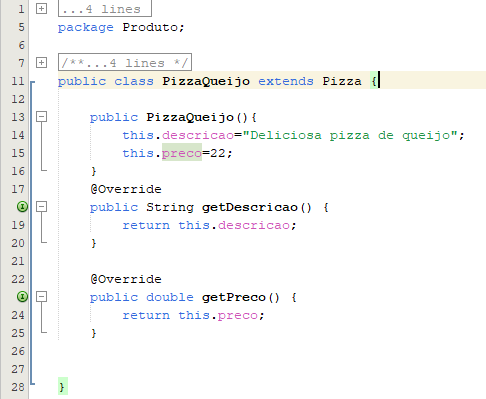 1 ...4 lines
5 package Produto;
6
7 /**...4 lines */
11 public class PizzaQueijo extends Pizza {
12
13 public PizzaQueijo(){
14 this.descricao="Deliciosa pizza de queijo";
15 this.preco=22;
16 }
17 @Override
public String getDescricao() {
19 return this.descricao;
20 }
21
22 @Override
public double getPreco() {
24 return this.preco;
25 }
26
27
28 }